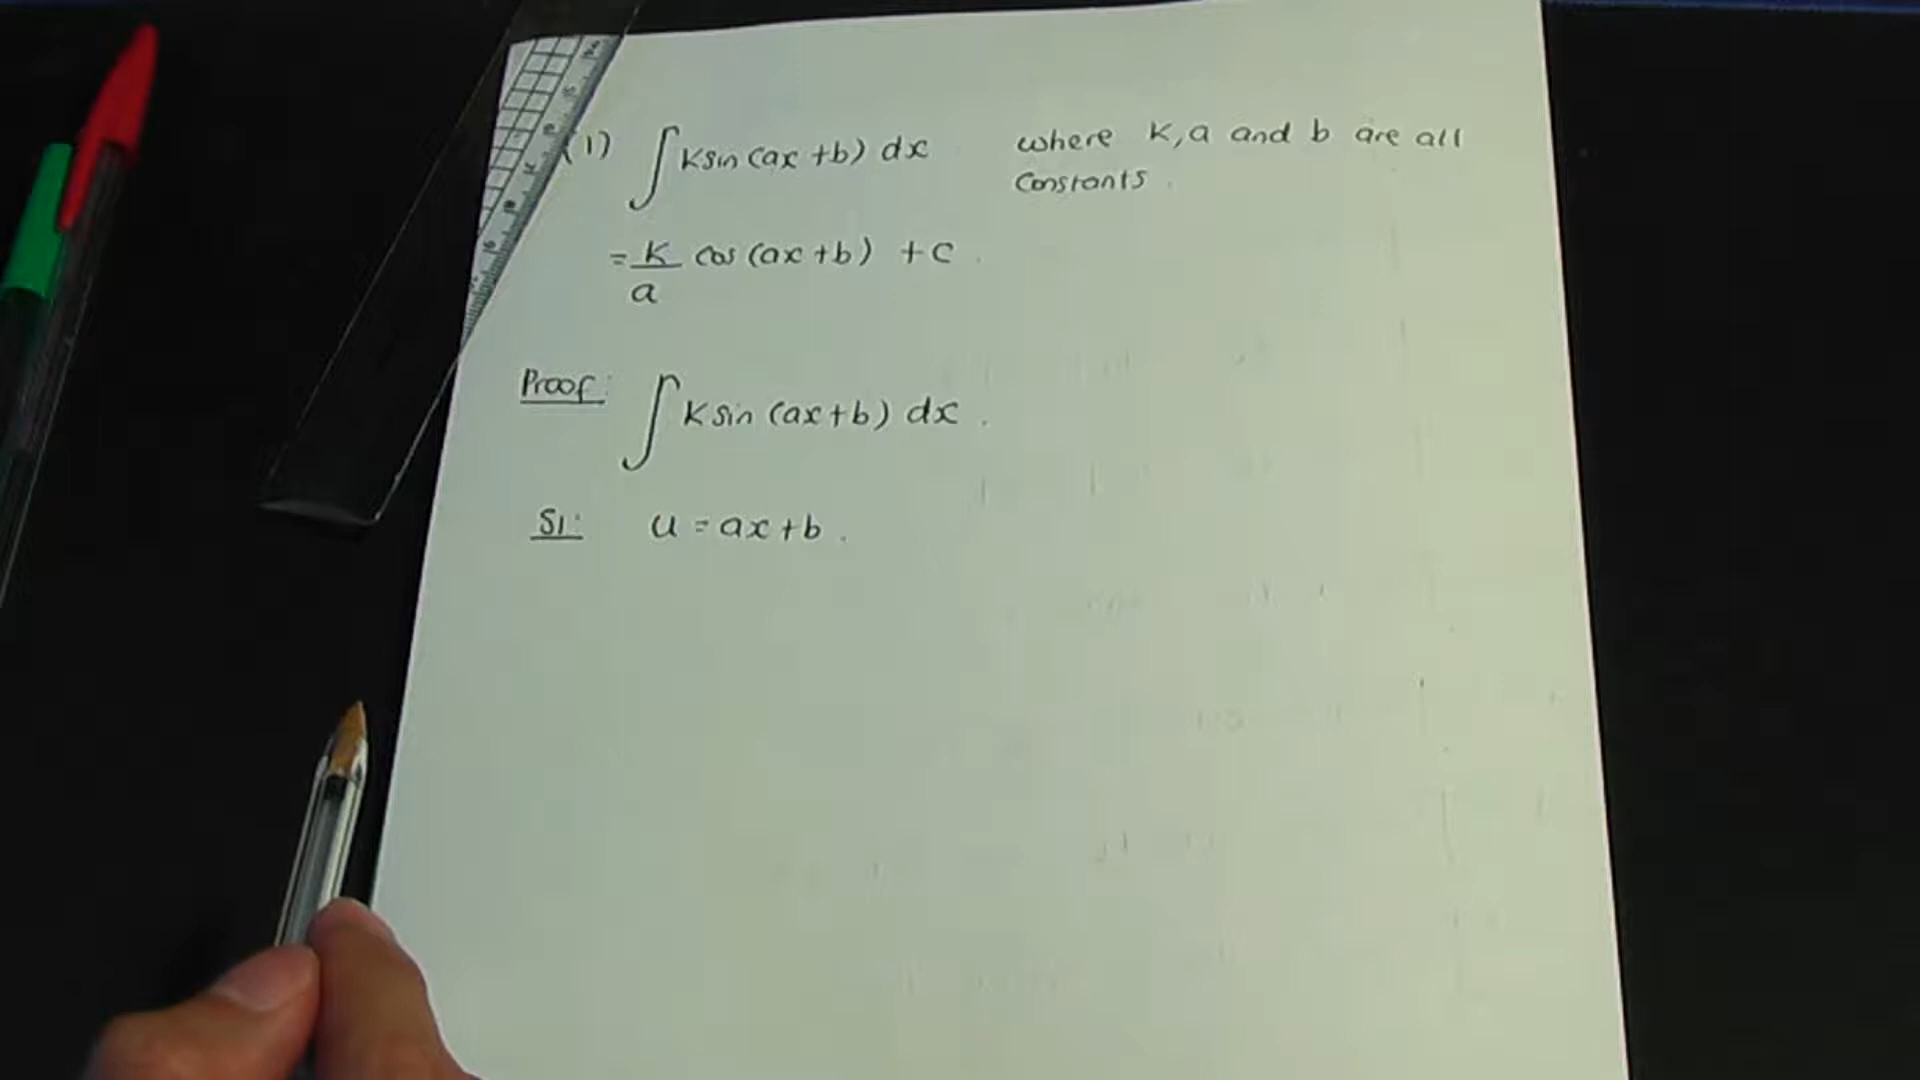 (1) ∫ K sin (ax + b) dx where K, a and b are all
constants.
= K/a cos (ax + b) + c.
Proof: ∫ K sin (ax + b) dx.
S1: u = ax + b.